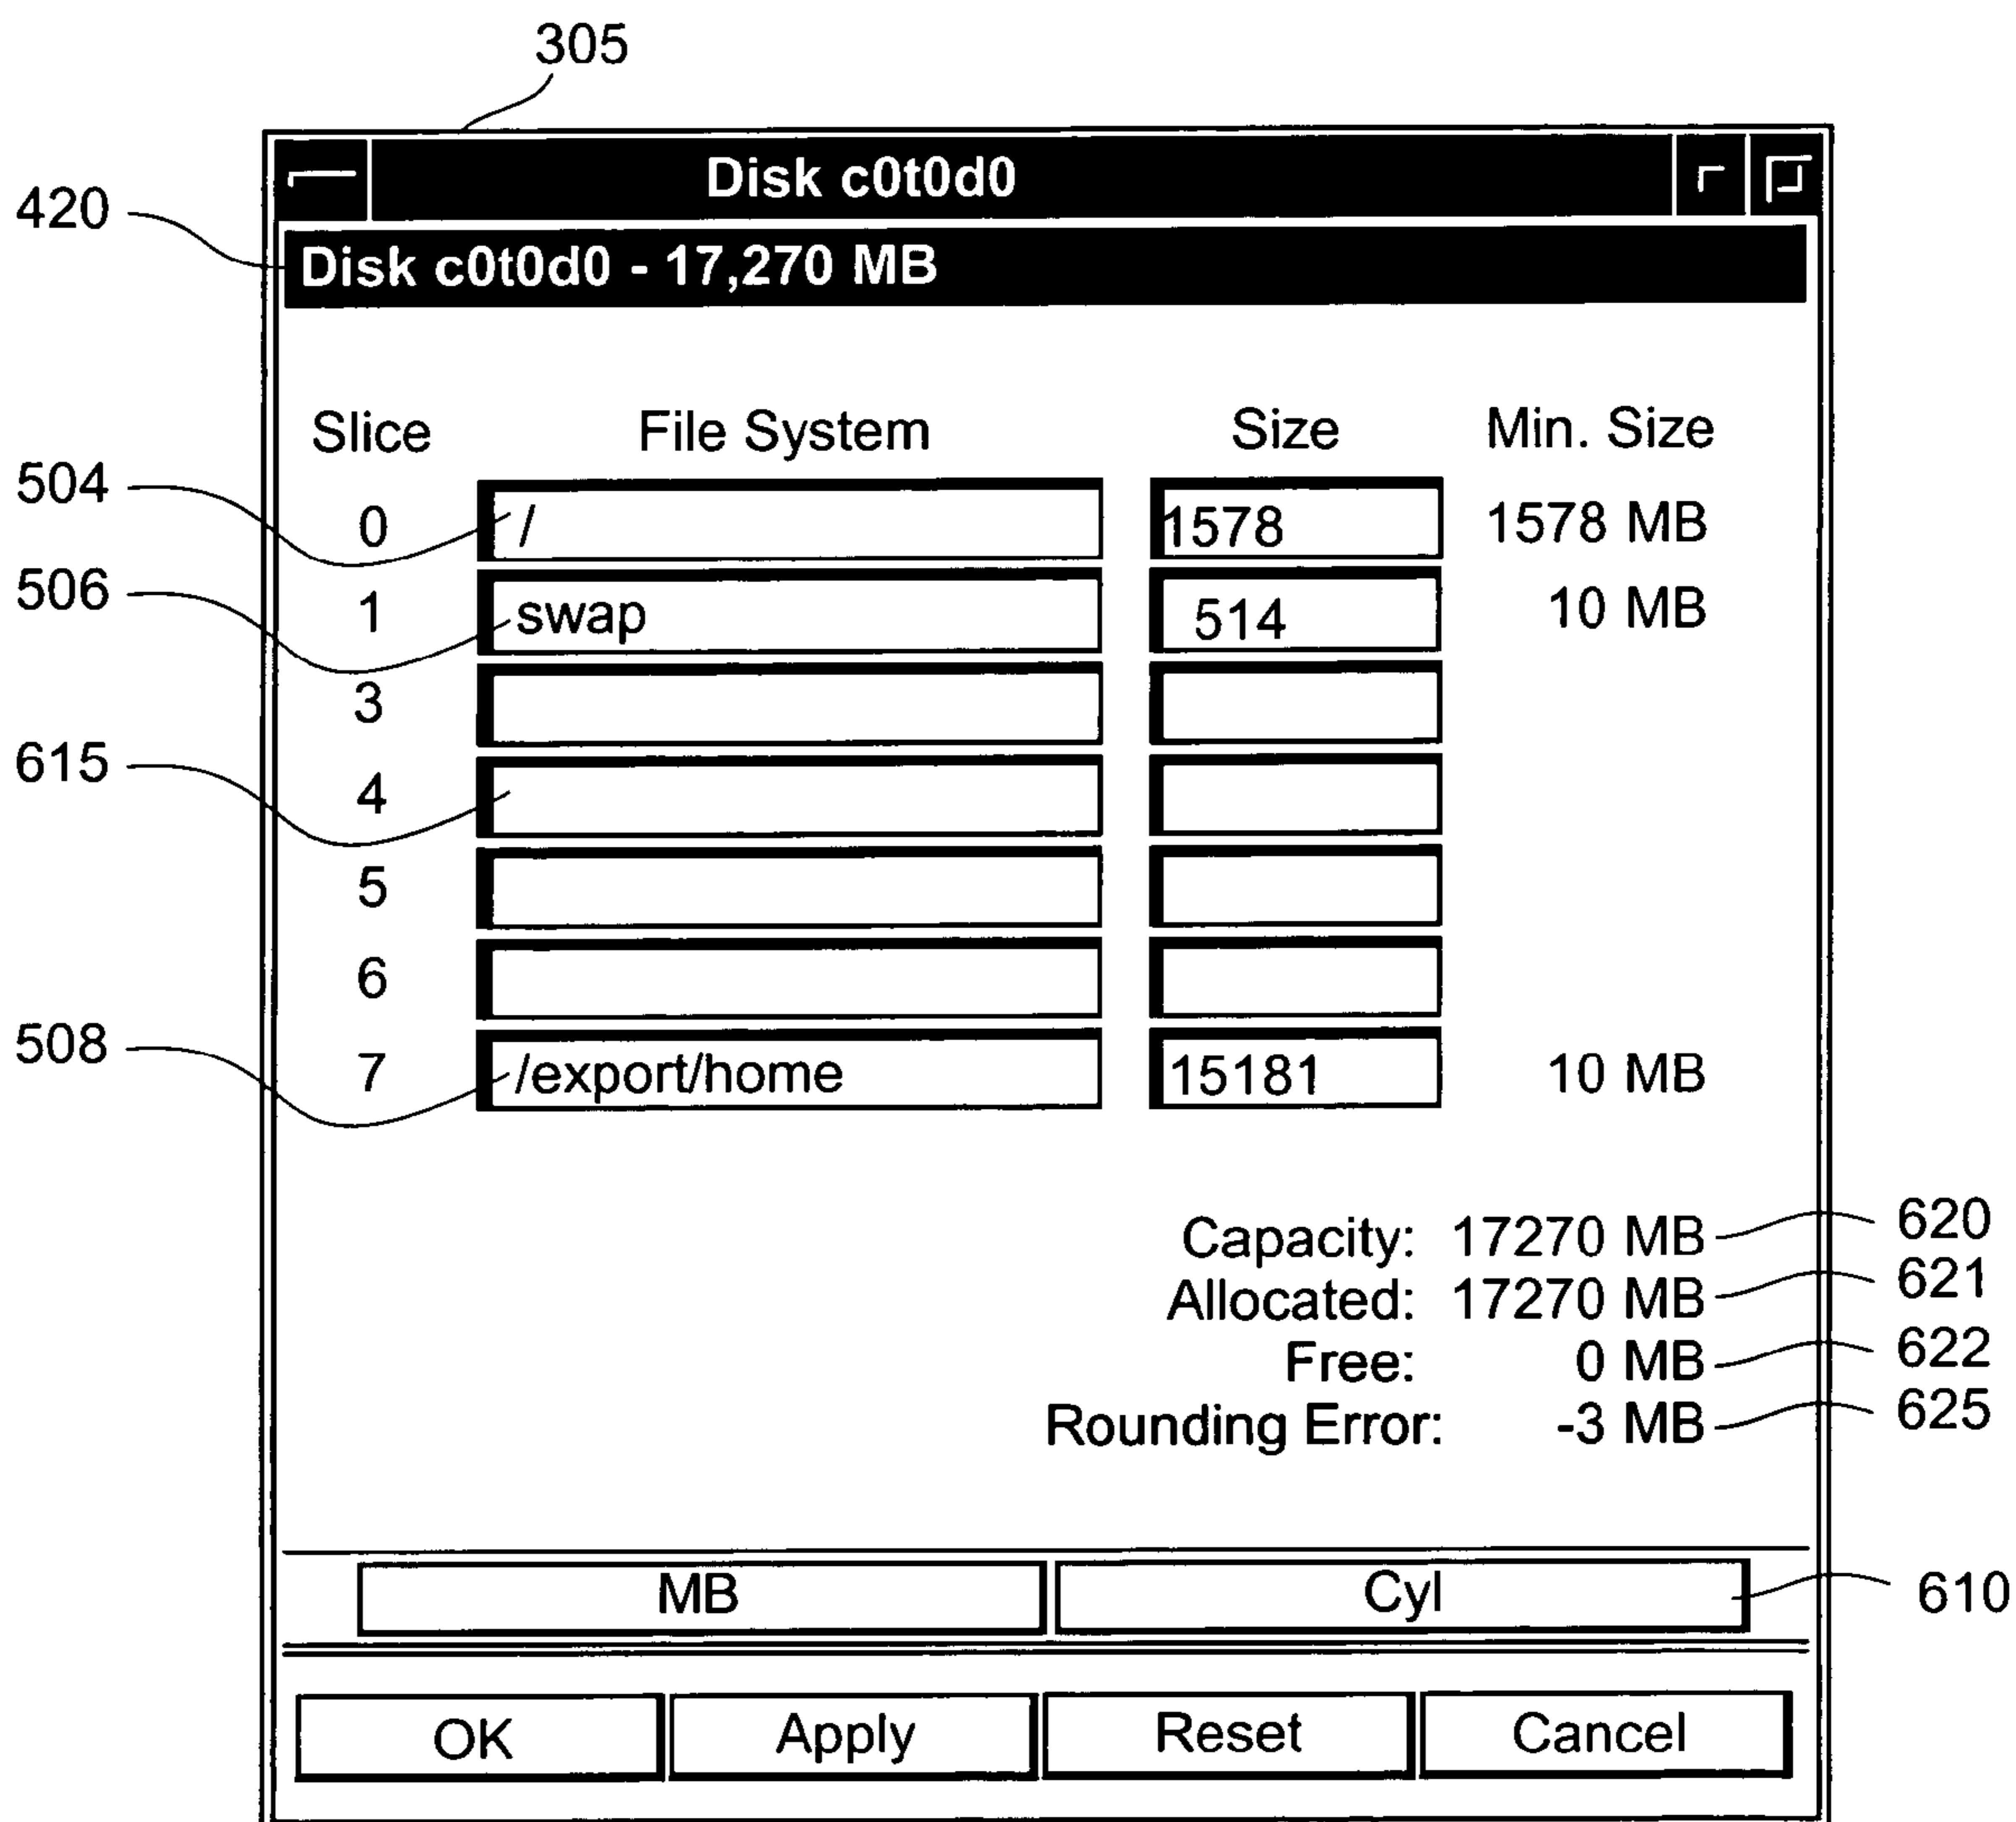 305
Disk c0t0d0
420
Disk c0t0d0 - 17,270 MB
Slice File System Size Min. Size
504
0 / 1578 1578 MB
506
1 swap 514 10 MB
3
615
4
5
6
508
7 /export/home 15181 10 MB
Capacity: 17270 MB 620
Allocated: 17270 MB 621
Free: 0 MB 622
Rounding Error: -3 MB 625
MB Cyl 610
OK Apply Reset Cancel